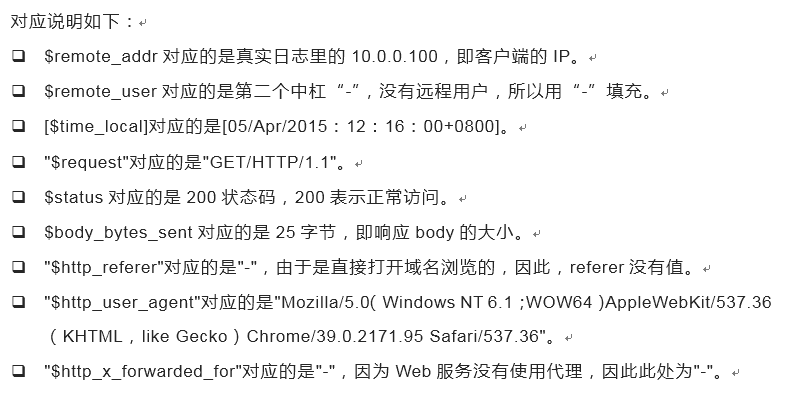 对应说明如下：
❑ $remote_addr 对应的是真实日志里的 10.0.0.100，即客户端的 IP。
❑ $remote_user 对应的是第二个中杠“-”，没有远程用户，所以用“-”填充。
❑ [$time_local]对应的是[05/Apr/2015：12：16：00+0800]。
❑ "$request"对应的是"GET/HTTP/1.1"。
❑ $status 对应的是 200 状态码，200 表示正常访问。
❑ $body_bytes_sent 对应的是 25 字节，即响应 body 的大小。
❑ "$http_referer"对应的是"-"，由于是直接打开域名浏览的，因此，referer 没有值。
❑ "$http_user_agent"对应的是"Mozilla/5.0( Windows NT 6.1 ;WOW64 )AppleWebKit/537.36
（KHTML，like Gecko）Chrome/39.0.2171.95 Safari/537.36"。
❑ "$http_x_forwarded_for"对应的是"-"，因为 Web 服务没有使用代理，因此此处为"-"。